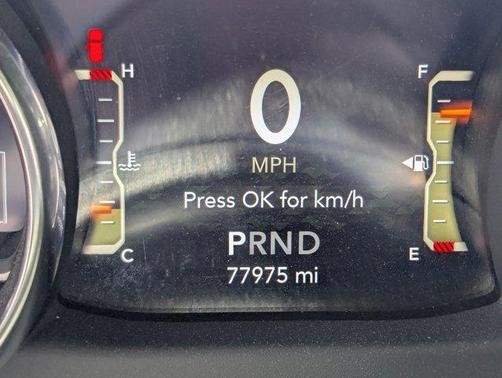 H
F
0
MPH
Press OK for km/h
PRND
C
E
77975 mi